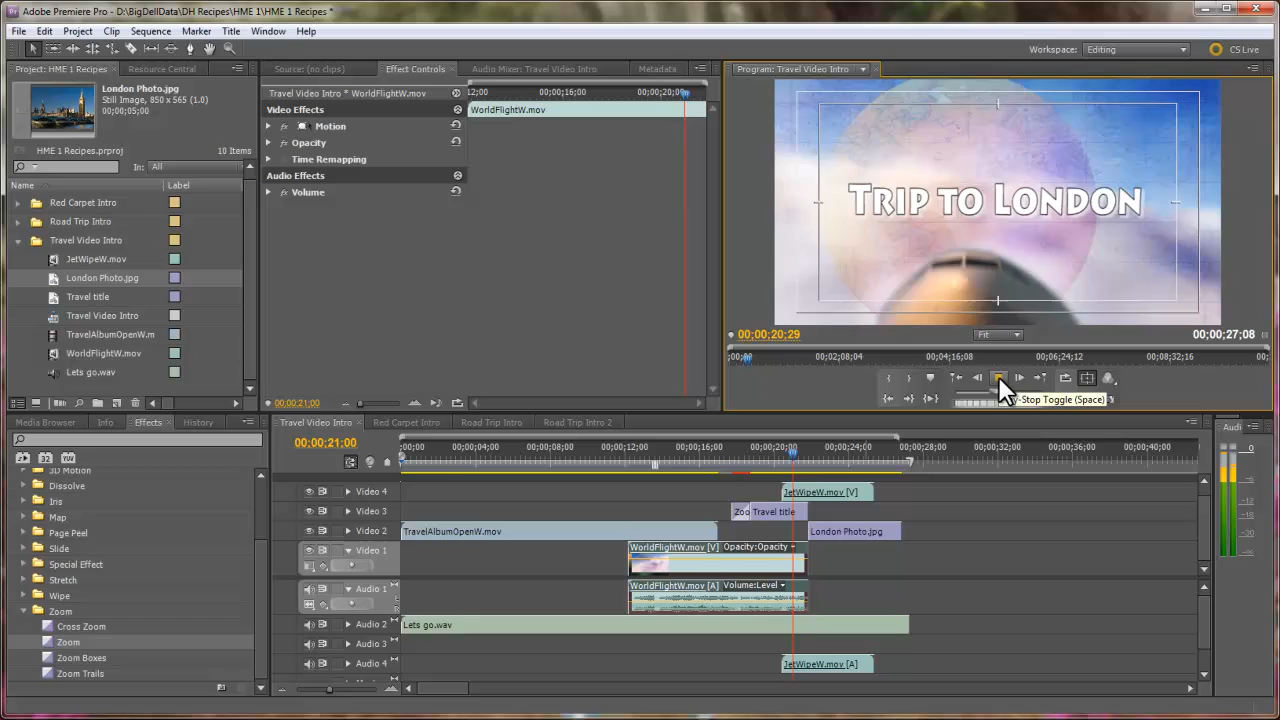 Adobe Premiere Pro - D:\BigDellData\DH Recipes\HME 1\HME 1 Recipes *
File Edit Project Clip Sequence Marker Title Window Help
Workspace: Editing CS Live
Project: HME 1 Recipes Resource Central
London Photo.jpg
Still Image, 850 x 565 (1.0)
00;00;05;00
HME 1 Recipes.prproj 10 Items
In: All
Name Label
Red Carpet Intro
Road Trip Intro
Travel Video Intro
JetWipeW.mov
London Photo.jpg
Travel title
Travel Video Intro
TravelAlbumOpenW.m
WorldFlightW.mov
Lets go.wav
Source: (no clips) Effect Controls Audio Mixer: Travel Video Intro Metadata
Travel Video Intro * WorldFlightW.mov
12;00 00;00;16;00 00;00;20;00
Video Effects WorldFlightW.mov
Motion
Opacity
Time Remapping
Audio Effects
Volume
00;00;21;00
Program: Travel Video Intro
Trip to London
00;00;20;29 Fit 00;00;27;08
;00;00 00;02;08;04 00;04;16;08 00;06;24;12 00;08;32;16 00;
-Stop Toggle (Space)
Media Browser Info Effects History
32 YUV
3D Motion
Dissolve
Iris
Map
Page Peel
Slide
Special Effect
Stretch
Wipe
Zoom
Cross Zoom
Zoom
Zoom Boxes
Zoom Trails
Travel Video Intro Red Carpet Intro Road Trip Intro Road Trip Intro 2
00;00;21;00
;00;00 00;00;04;00 00;00;08;00 00;00;12;00 00;00;16;00 00;00;20;00 00;00;24;00 00;00;28;00 00;00;32;00 00;00;36;00 00;00;40;00
Video 4 JetWipeW.mov [V]
Video 3 Zoo Travel title
Video 2 TravelAlbumOpenW.mov London Photo.jpg
Video 1 WorldFlightW.mov [V] Opacity:Opacity
Audio 1 WorldFlightW.mov [A] Volume:Level
L
R
Audio 2 Lets go.wav
Audio 3
Audio 4 JetWipeW.mov [A]
Audi
0
-6
-12
-18
-30